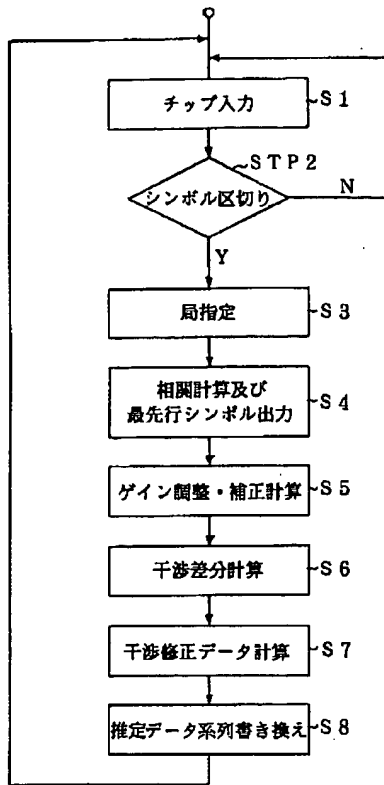 チップ入力
~S1
~STP2
シンボル区切り
N
Y
局指定
~S3
相関計算及び
最先行シンボル出力
~S4
ゲイン調整・補正計算
~S5
干渉差分計算
~S6
干渉修正データ計算
~S7
推定データ系列書き換え
~S8